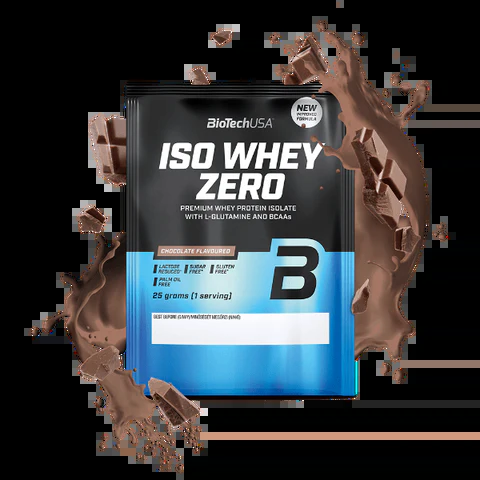 BioTechUSA
NEW
IMPROVED
FORMULA
ISO WHEY
ZERO
PREMIUM WHEY PROTEIN ISOLATE
WITH L-GLUTAMINE AND BCAAs
CHOCOLATE FLAVOURED
LACTOSE REDUCED* SUGAR FREE* GLUTEN FREE*
PALM OIL FREE
B
25 grams (1 serving)